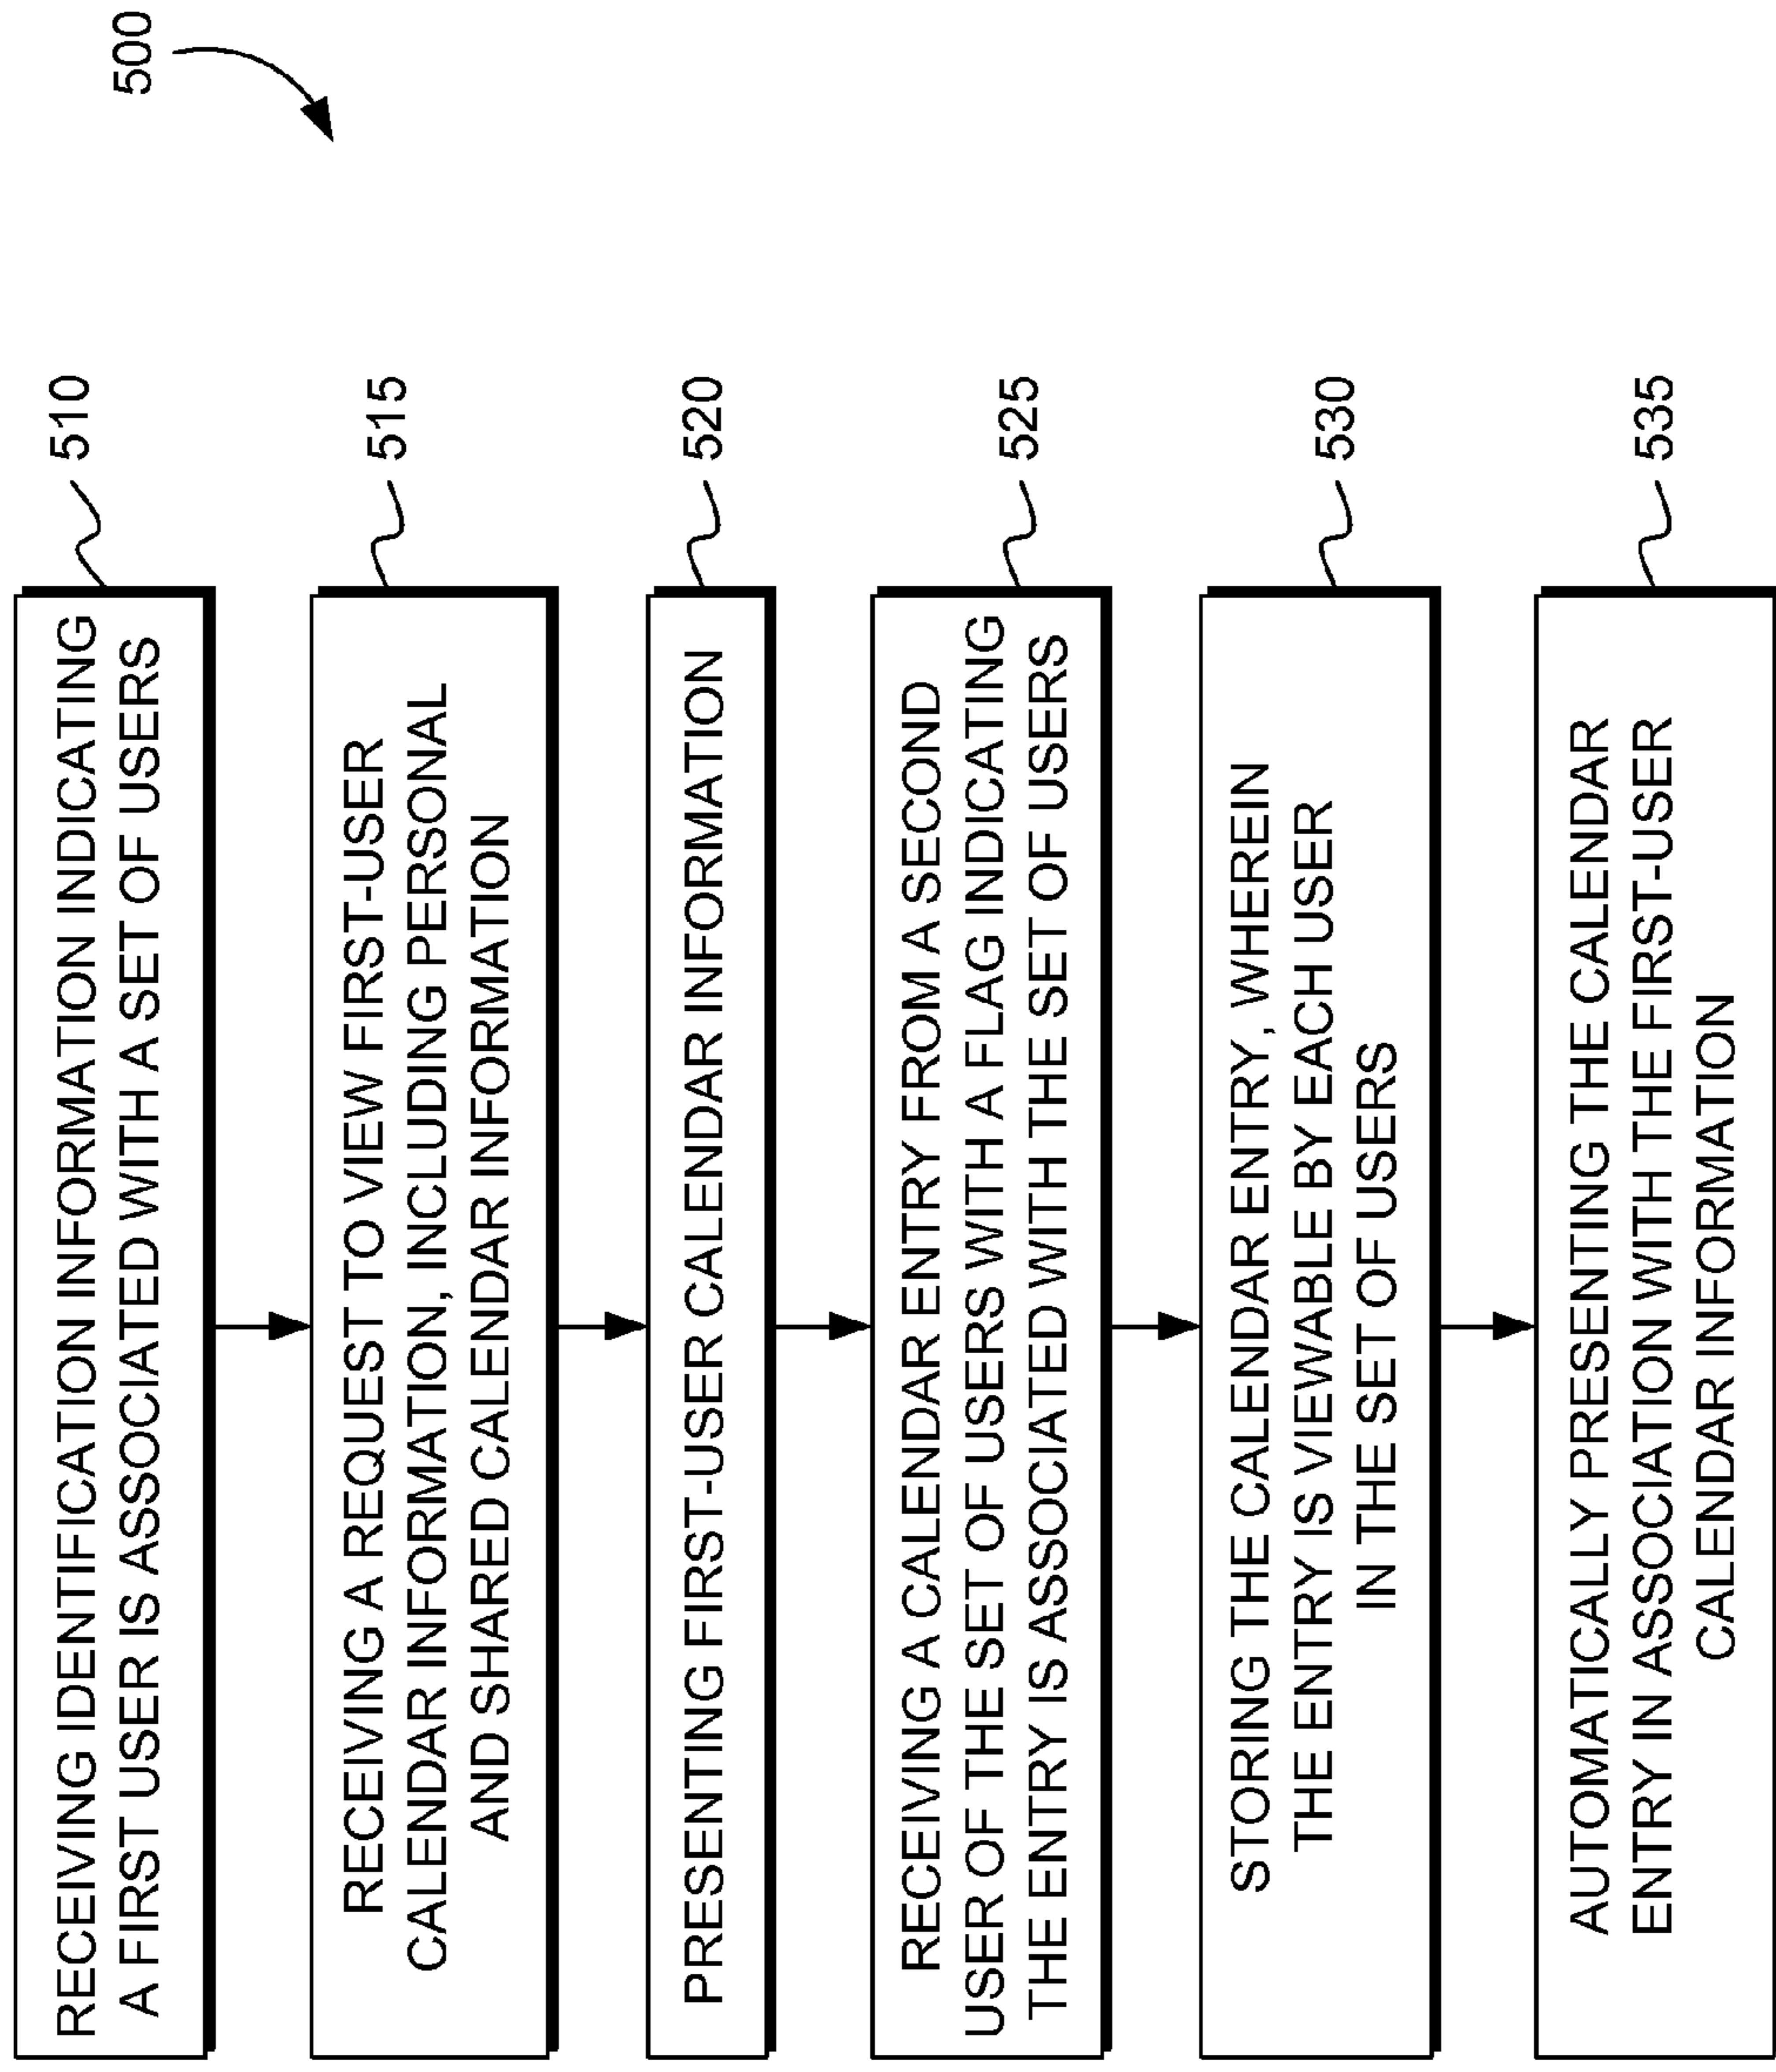 500
RECEIVING IDENTIFICATION INFORMATION INDICATING
A FIRST USER IS ASSOCIATED WITH A SET OF USERS
510
RECEIVING A REQUEST TO VIEW FIRST-USER
CALENDAR INFORMATION, INCLUDING PERSONAL
AND SHARED CALENDAR INFORMATION
515
PRESENTING FIRST-USER CALENDAR INFORMATION
520
RECEIVING A CALENDAR ENTRY FROM A SECOND
USER OF THE SET OF USERS WITH A FLAG INDICATING
THE ENTRY IS ASSOCIATED WITH THE SET OF USERS
525
STORING THE CALENDAR ENTRY, WHEREIN
THE ENTRY IS VIEWABLE BY EACH USER
IN THE SET OF USERS
530
AUTOMATICALLY PRESENTING THE CALENDAR
ENTRY IN ASSOCIATION WITH THE FIRST-USER
CALENDAR INFORMATION
535